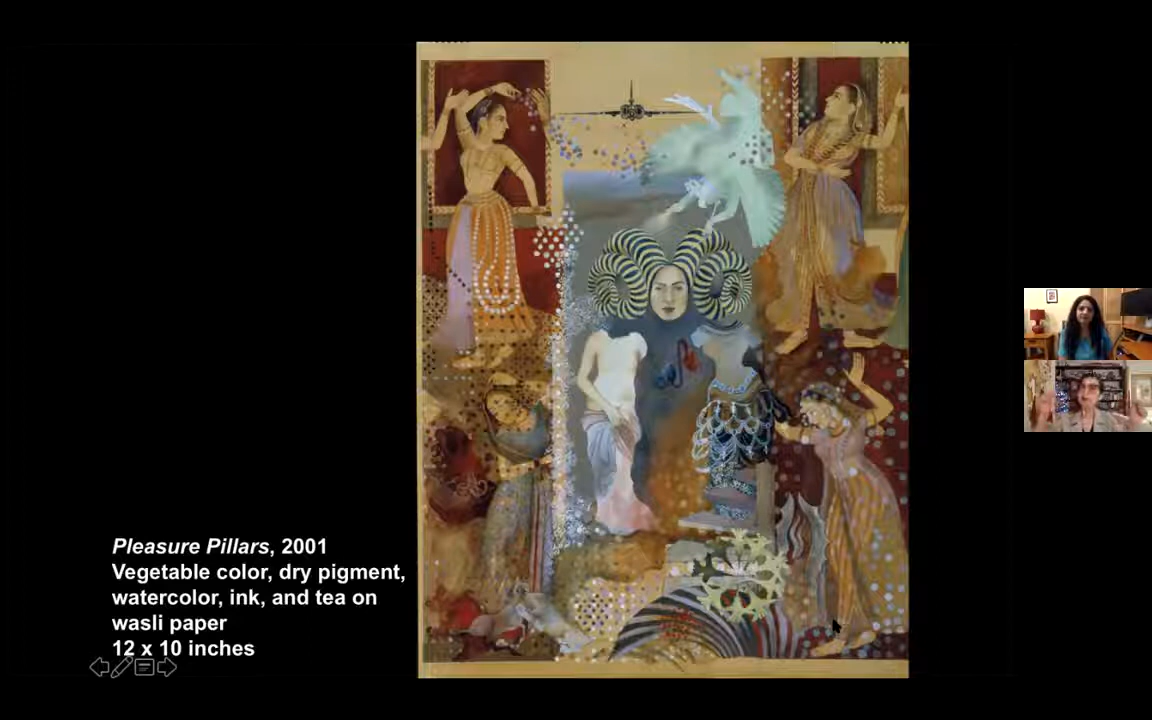 Pleasure Pillars, 2001
Vegetable color, dry pigment,
watercolor, ink, and tea on
wasli paper
12 x 10 inches